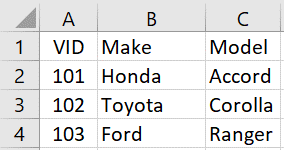 A B C
1 VID Make Model
2 101 Honda Accord
3 102 Toyota Corolla
4 103 Ford Ranger